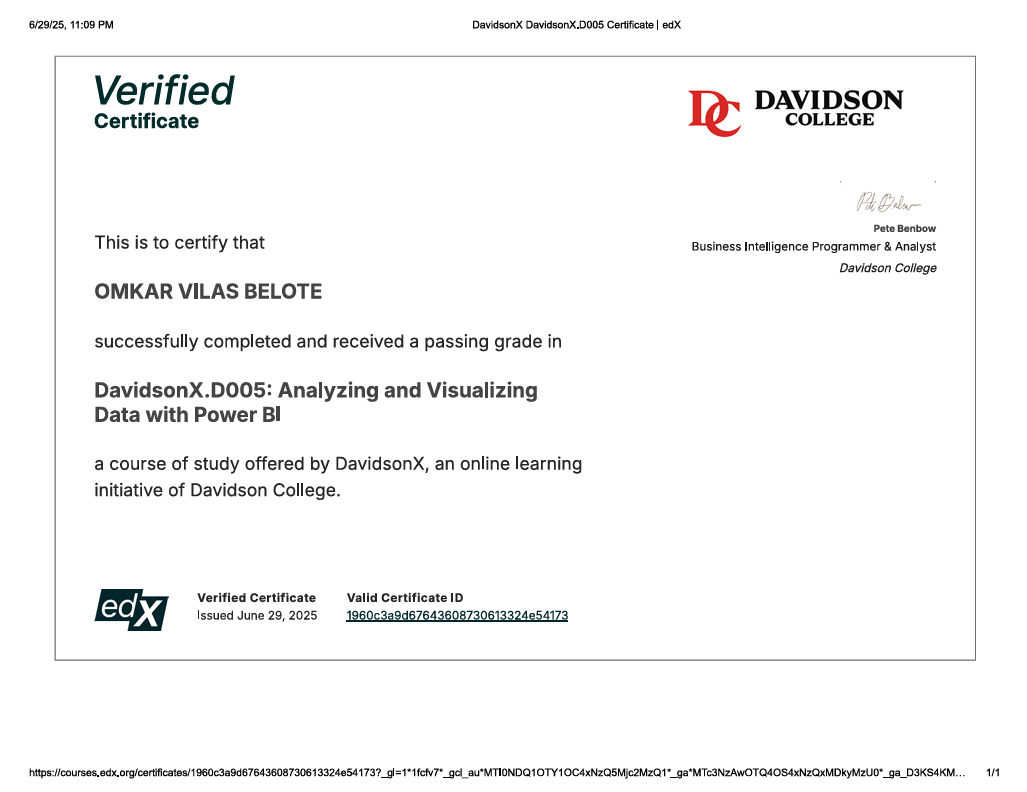 6/29/25, 11:09 PM
DavidsonX DavidsonX.D005 Certificate | edX
Verified
Certificate
DC DAVIDSON
COLLEGE
Pete Benbow
Business Intelligence Programmer & Analyst
Davidson College
This is to certify that
OMKAR VILAS BELOTE
successfully completed and received a passing grade in
DavidsonX.D005: Analyzing and Visualizing
Data with Power BI
a course of study offered by DavidsonX, an online learning
initiative of Davidson College.
edX
Verified Certificate
Issued June 29, 2025
Valid Certificate ID
1960c3a9d67643608730613324e54173
https://courses.edx.org/certificates/1960c3a9d67643608730613324e54173?_gl=1*1fcfv7*_gcl_au*MTI0NDQ1OTY1OC4xNzQ5Mjc2MzQ1*_ga*MTc3NzAwOTQ4OS4xNzQxMDkyMzU0*_ga_D3KS4KM...
1/1